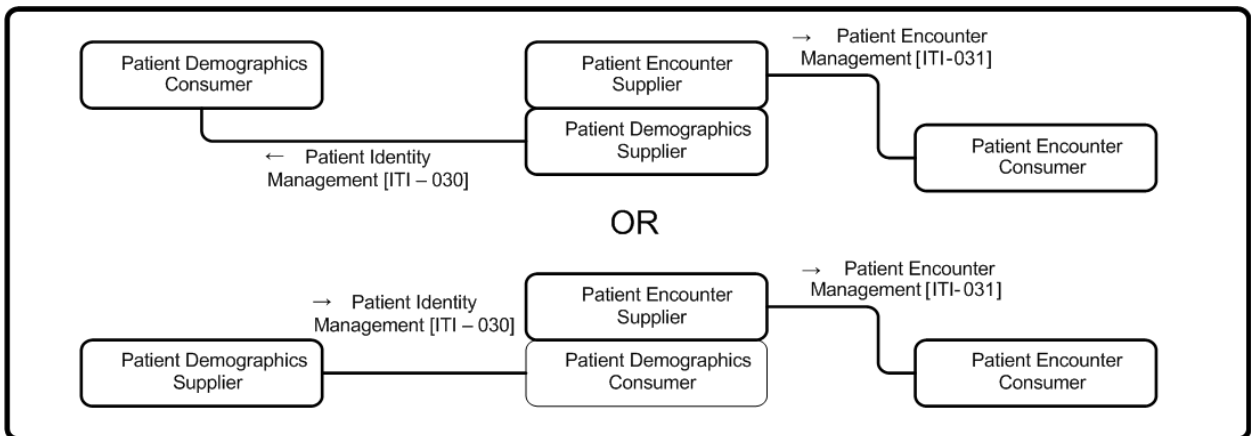 → Patient Encounter
Management [ITI-031]
Patient Demographics
Consumer
Patient Encounter
Supplier
Patient Demographics
Supplier
← Patient Identity
Management [ITI – 030]
Patient Encounter
Consumer
OR
→ Patient Encounter
Management [ITI-031]
Patient Encounter
Supplier
→ Patient Identity
Management [ITI – 030]
Patient Demographics
Supplier
Patient Demographics
Consumer
Patient Encounter
Consumer